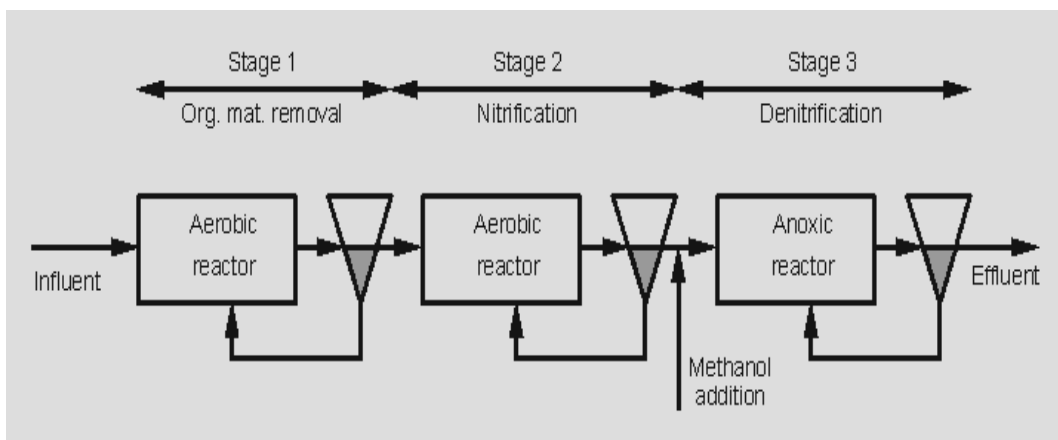 Stage 1
Stage 2
Stage 3
Org. mat. removal
Nitrification
Denitrification
Aerobic
reactor
Aerobic
reactor
Anoxic
reactor
Influent
Effluent
Methanol
addition